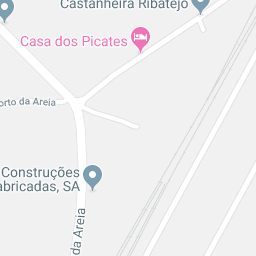 Castanheira Ribatejo
Casa dos Picates
orto da Areia
Construções
abricadas, SA
da Areia